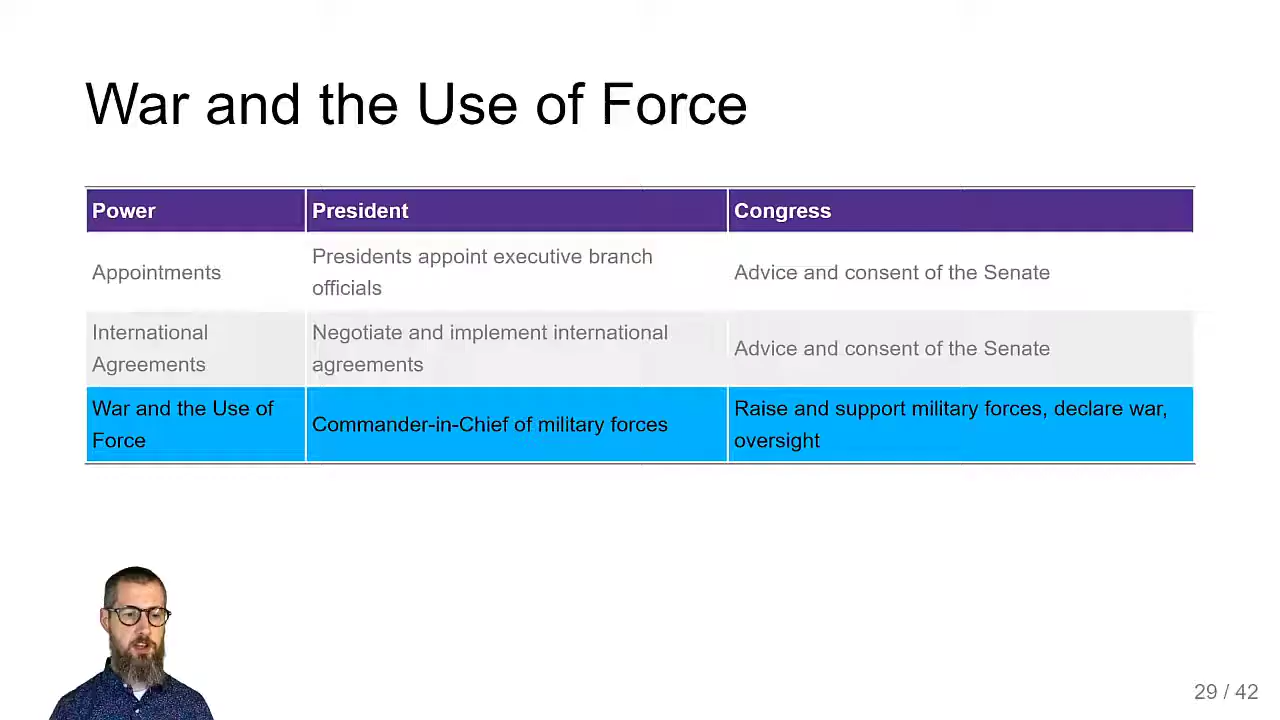 War and the Use of Force
Power President Congress
Appointments
Presidents appoint executive branch
officials
Advice and consent of the Senate
International
Agreements
Negotiate and implement international
agreements
Advice and consent of the Senate
War and the Use of
Force
Commander-in-Chief of military forces
Raise and support military forces, declare war,
oversight
29 / 42